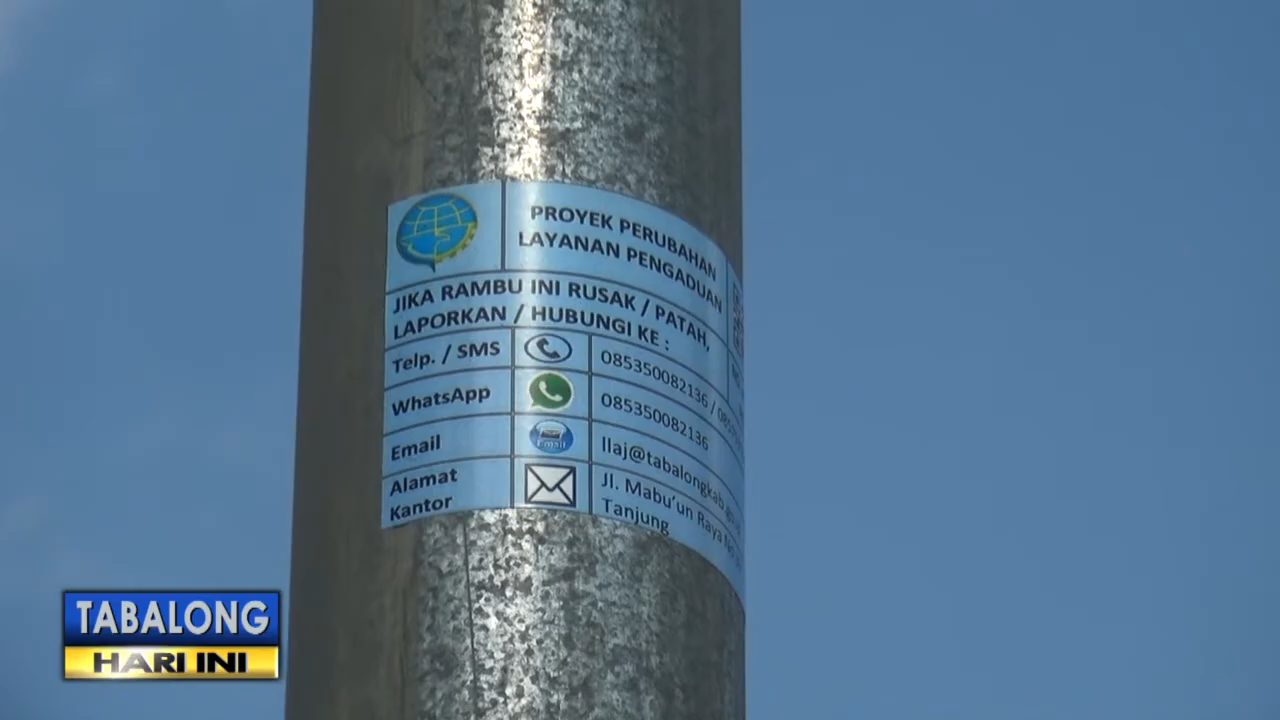 PROYEK PERUBAHAN
LAYANAN PENGADUAN
JIKA RAMBU INI RUSAK / PATAH,
LAPORKAN / HUBUNGI KE :
Telp. / SMS 085350082136 /
WhatsApp 085350082136
Email Email llaj@tabalongkab.go
Alamat Kantor Jl. Mabu'un Raya
Tanjung
TABALONG
HARI INI